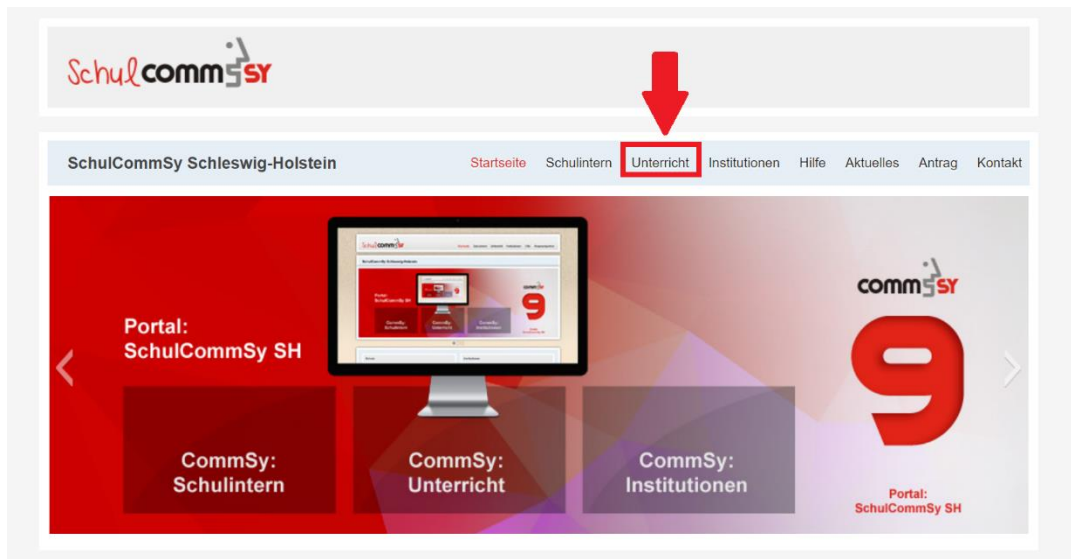 Schulcommsy
SchulCommSy Schleswig-Holstein
Startseite Schulintern Unterricht Institutionen Hilfe Aktuelles Antrag Kontakt
Portal:
SchulCommSy SH
CommSy:
Schulintern
CommSy:
Unterricht
CommSy:
Institutionen
commsy
9
Portal:
SchulCommSy SH